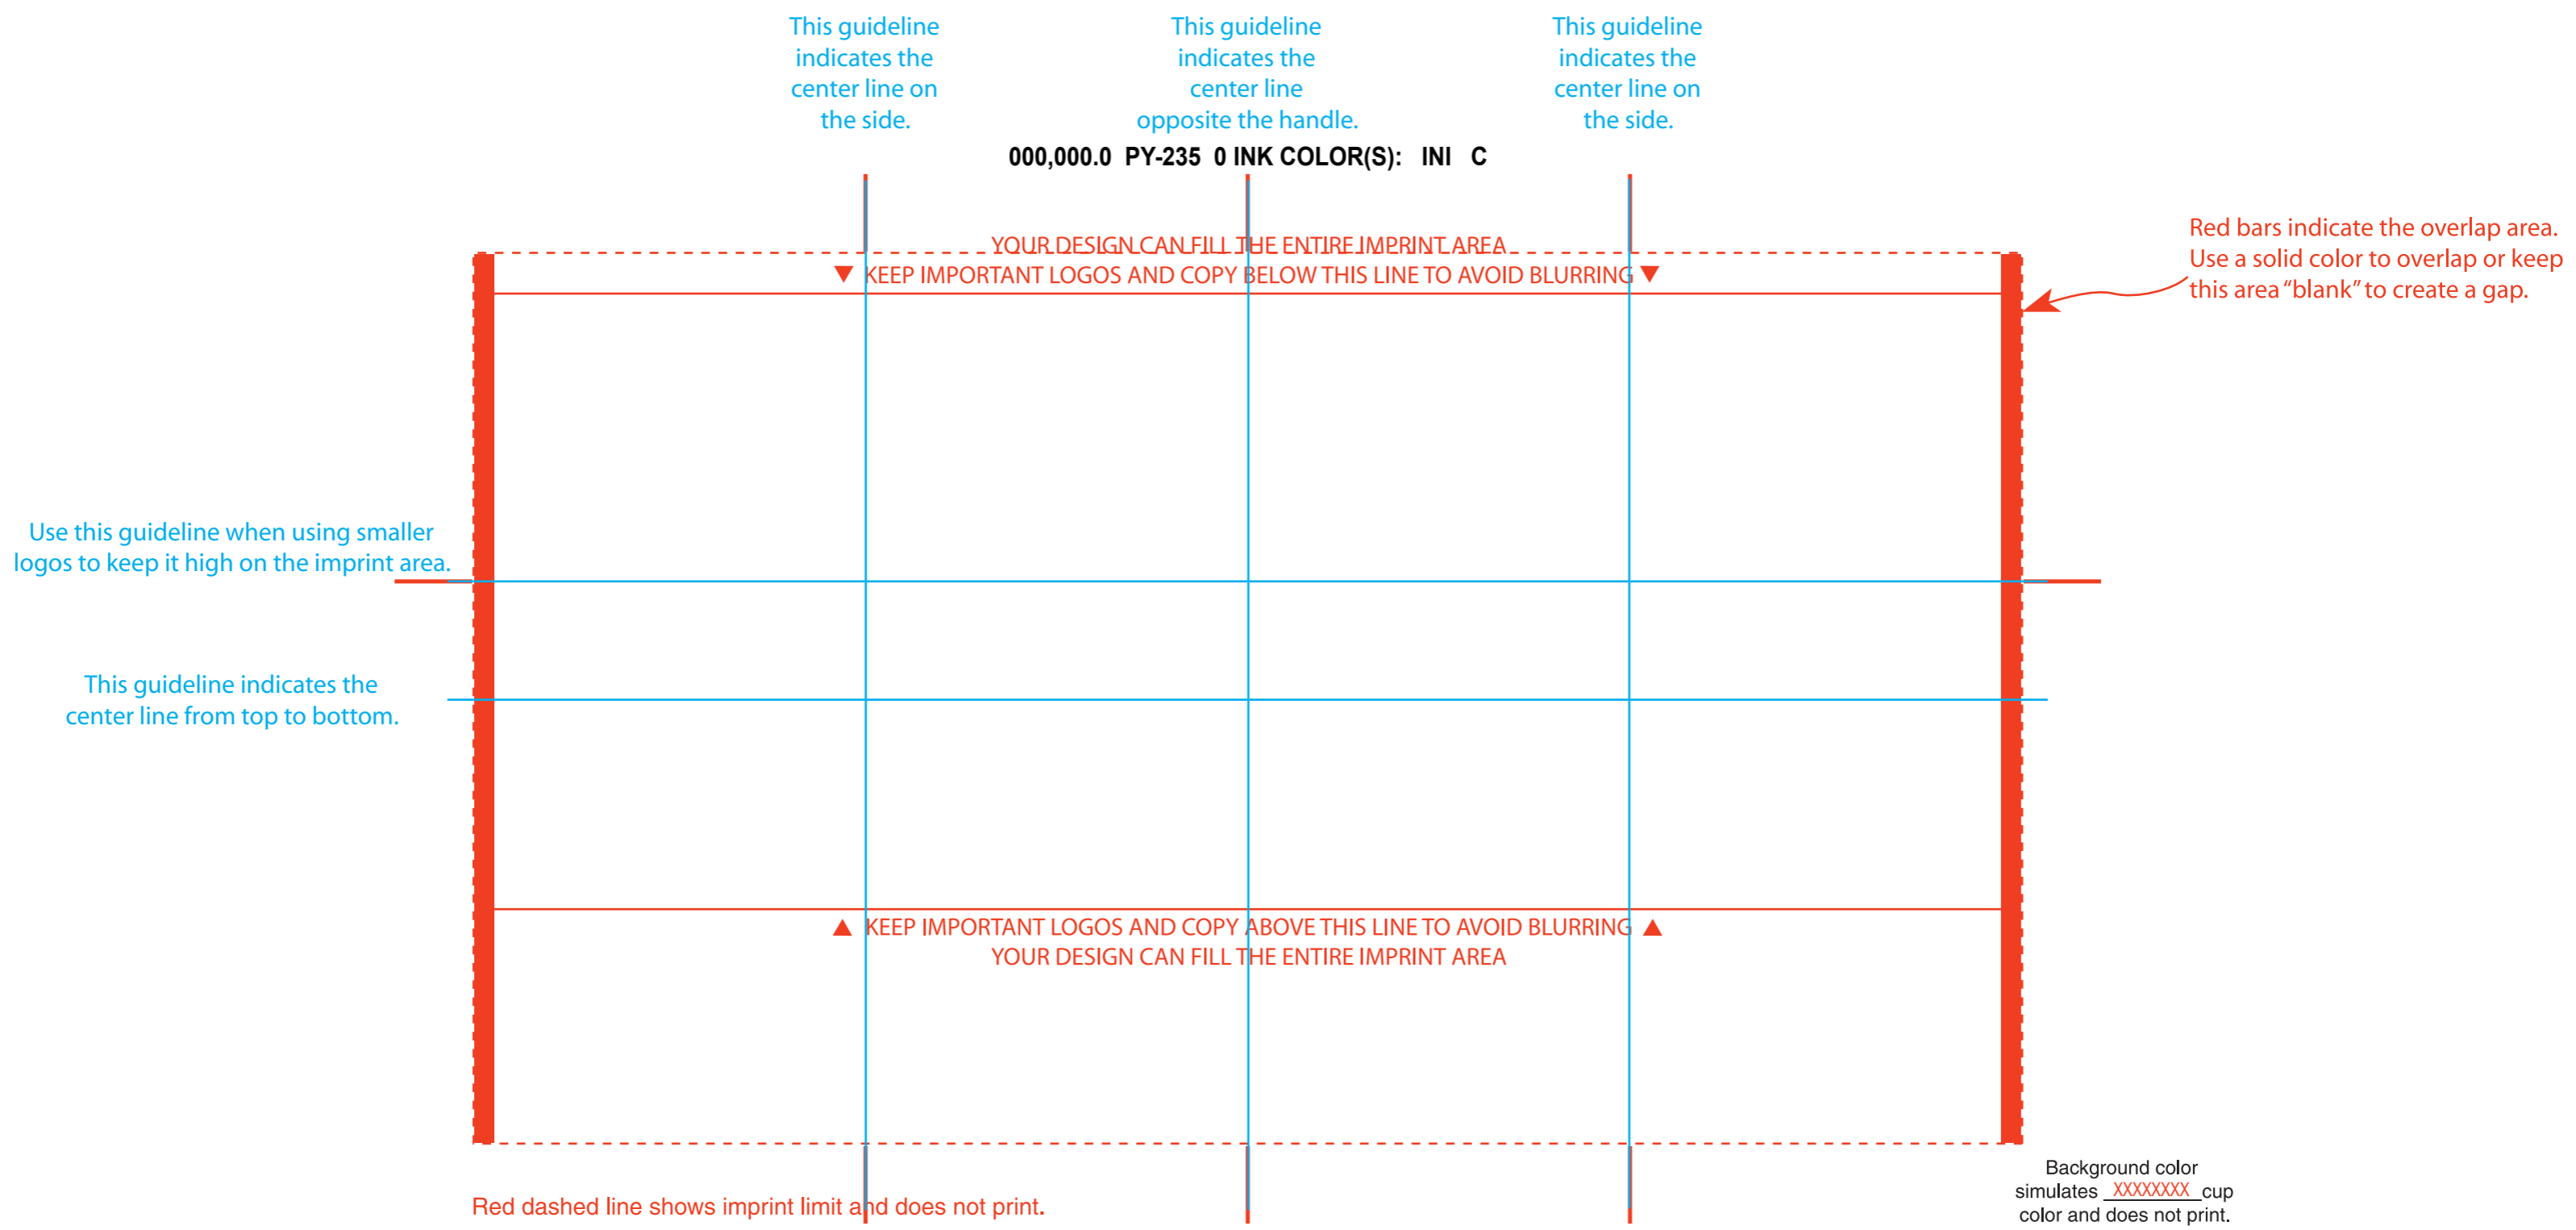 This guideline
indicates the
center line on
the side.
This guideline
indicates the
center line
opposite the handle.
This guideline
indicates the
center line on
the side.
000,000.0 PY-235 0 INK COLOR(S): INI C
YOUR DESIGN CAN FILL THE ENTIRE IMPRINT AREA
▼ KEEP IMPORTANT LOGOS AND COPY BELOW THIS LINE TO AVOID BLURRING ▼
Red bars indicate the overlap area.
Use a solid color to overlap or keep
this area “blank” to create a gap.
Use this guideline when using smaller
logos to keep it high on the imprint area.
This guideline indicates the
center line from top to bottom.
▲ KEEP IMPORTANT LOGOS AND COPY ABOVE THIS LINE TO AVOID BLURRING ▲
YOUR DESIGN CAN FILL THE ENTIRE IMPRINT AREA
Red dashed line shows imprint limit and does not print.
Background color
simulates XXXXXXXX cup
color and does not print.